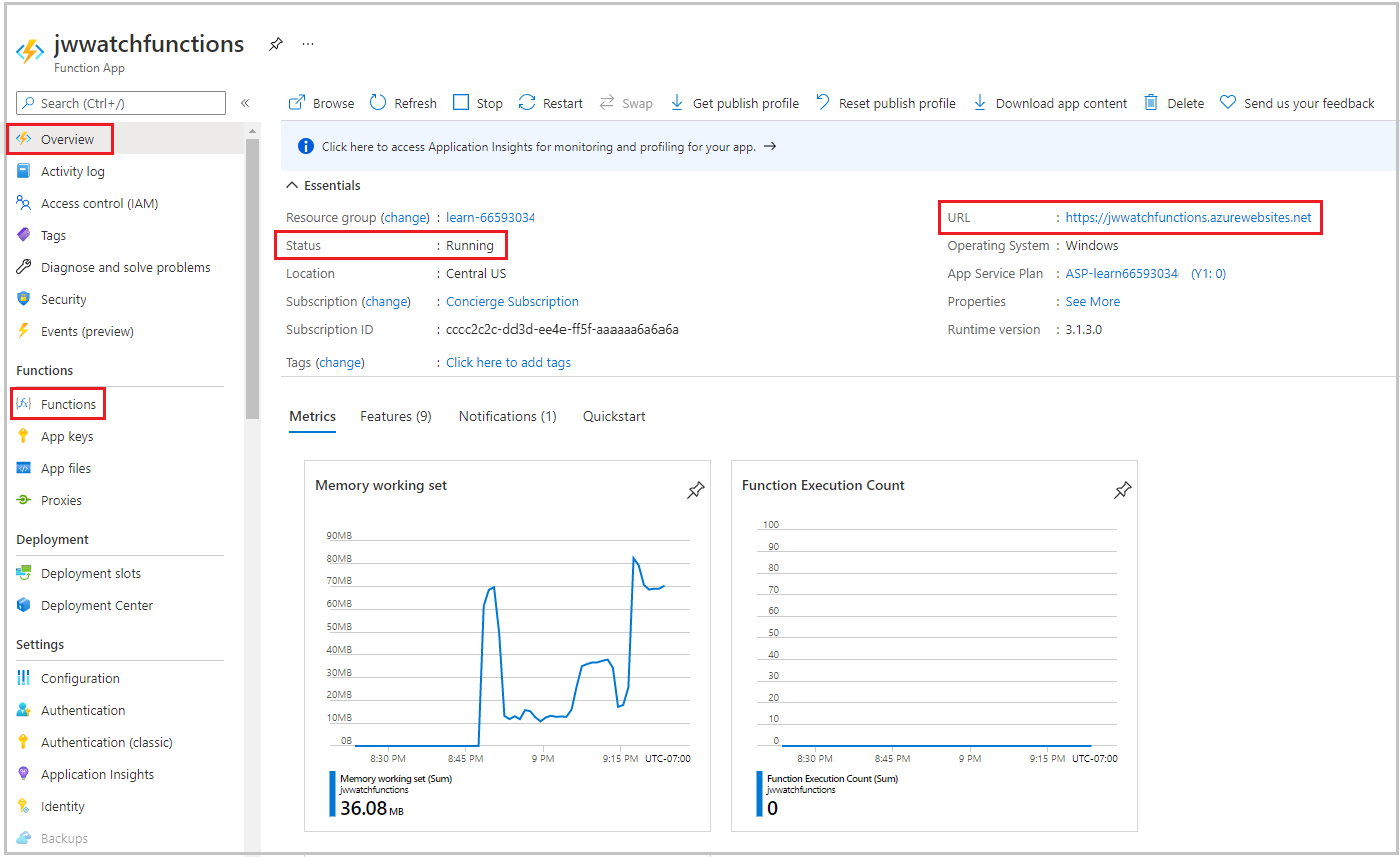 jwwatchfunctions
...
Function App
Search (Ctrl+/)
«
Overview
Activity log
Access control (IAM)
Tags
Diagnose and solve problems
Security
Events (preview)
Functions
Functions
App keys
App files
Proxies
Deployment
Deployment slots
Deployment Center
Settings
Configuration
Authentication
Authentication (classic)
Application Insights
Identity
Backups
Browse Refresh Stop Restart Swap Get publish profile Reset publish profile Download app content Delete Send us your feedback
Click here to access Application Insights for monitoring and profiling for your app. →
Essentials
Resource group (change) : learn-66593034
Status : Running
Location : Central US
Subscription (change) : Concierge Subscription
Subscription ID : cccc2c2c-dd3d-ee4e-ff5f-aaaaaa6a6a6a
Tags (change) : Click here to add tags
URL : https://jwwatchfunctions.azurewebsites.net
Operating System : Windows
App Service Plan : ASP-learn66593034 (Y1: 0)
Properties : See More
Runtime version : 3.1.3.0
Metrics Features (9) Notifications (1) Quickstart
Memory working set
90MB
80MB
70MB
60MB
50MB
40MB
30MB
20MB
10MB
0B
8:30 PM 8:45 PM 9 PM 9:15 PM UTC-07:00
Memory working set (Sum)
jwwatchfunctions
36.08 MB
Function Execution Count
100
90
80
70
60
50
40
30
20
10
0
8:30 PM 8:45 PM 9 PM 9:15 PM UTC-07:00
Function Execution Count (Sum)
jwwatchfunctions
0